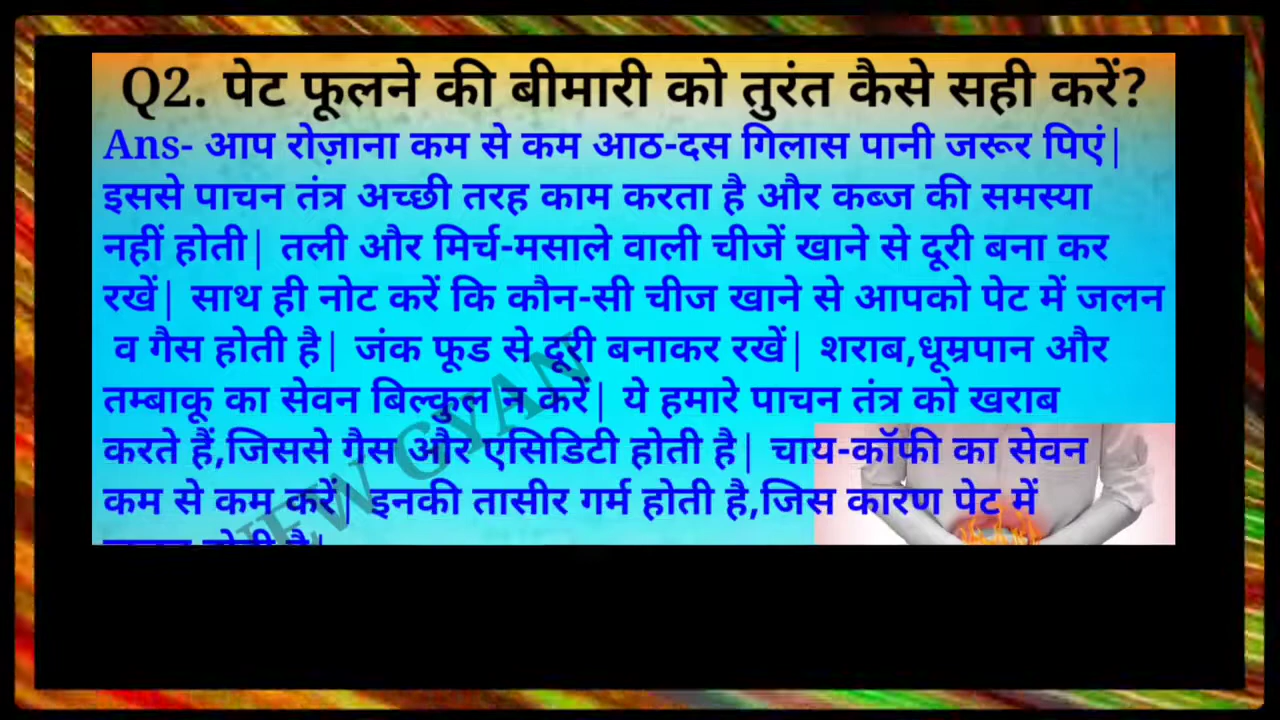 Q2. पेट फूलने की बीमारी को तुरंत कैसे सही करें?
Ans- आप रोज़ाना कम से कम आठ-दस गिलास पानी जरूर पिएं|
इससे पाचन तंत्र अच्छी तरह काम करता है और कब्ज की समस्या
नहीं होती| तली और मिर्च-मसाले वाली चीजें खाने से दूरी बना कर
रखें| साथ ही नोट करें कि कौन-सी चीज खाने से आपको पेट में जलन
व गैस होती है| जंक फूड से दूरी बनाकर रखें| शराब,धूम्रपान और
तम्बाकू का सेवन बिल्कुल न करें| ये हमारे पाचन तंत्र को खराब
करते हैं,जिससे गैस और एसिडिटी होती है| चाय-कॉफी का सेवन
कम से कम करें| इनकी तासीर गर्म होती है,जिस कारण पेट में
NEW GYAN